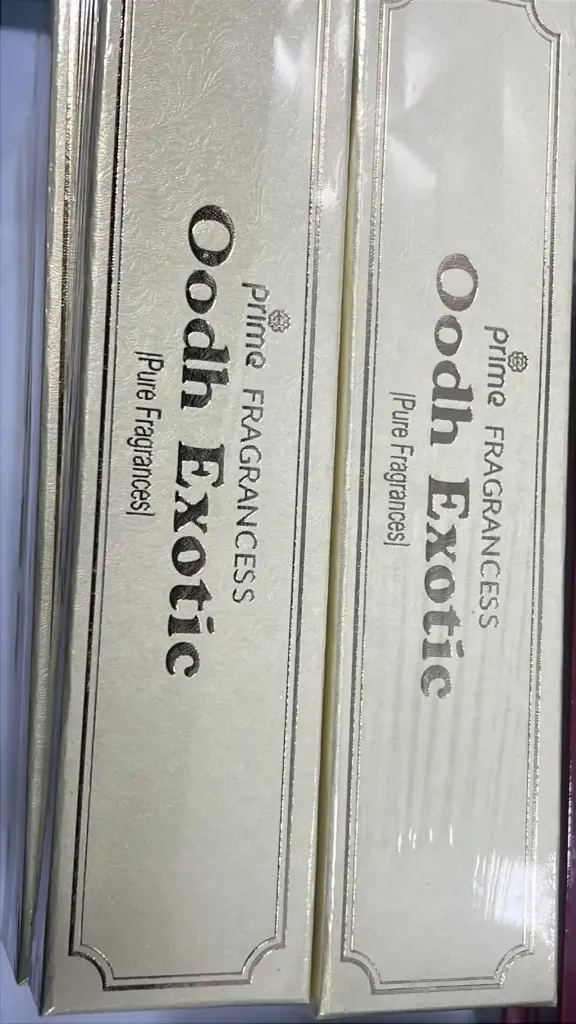 prime FRAGRANCESS
Oodh Exotic
|Pure Fragrances|
prime FRAGRANCESS
Oodh Exotic
|Pure Fragrances|